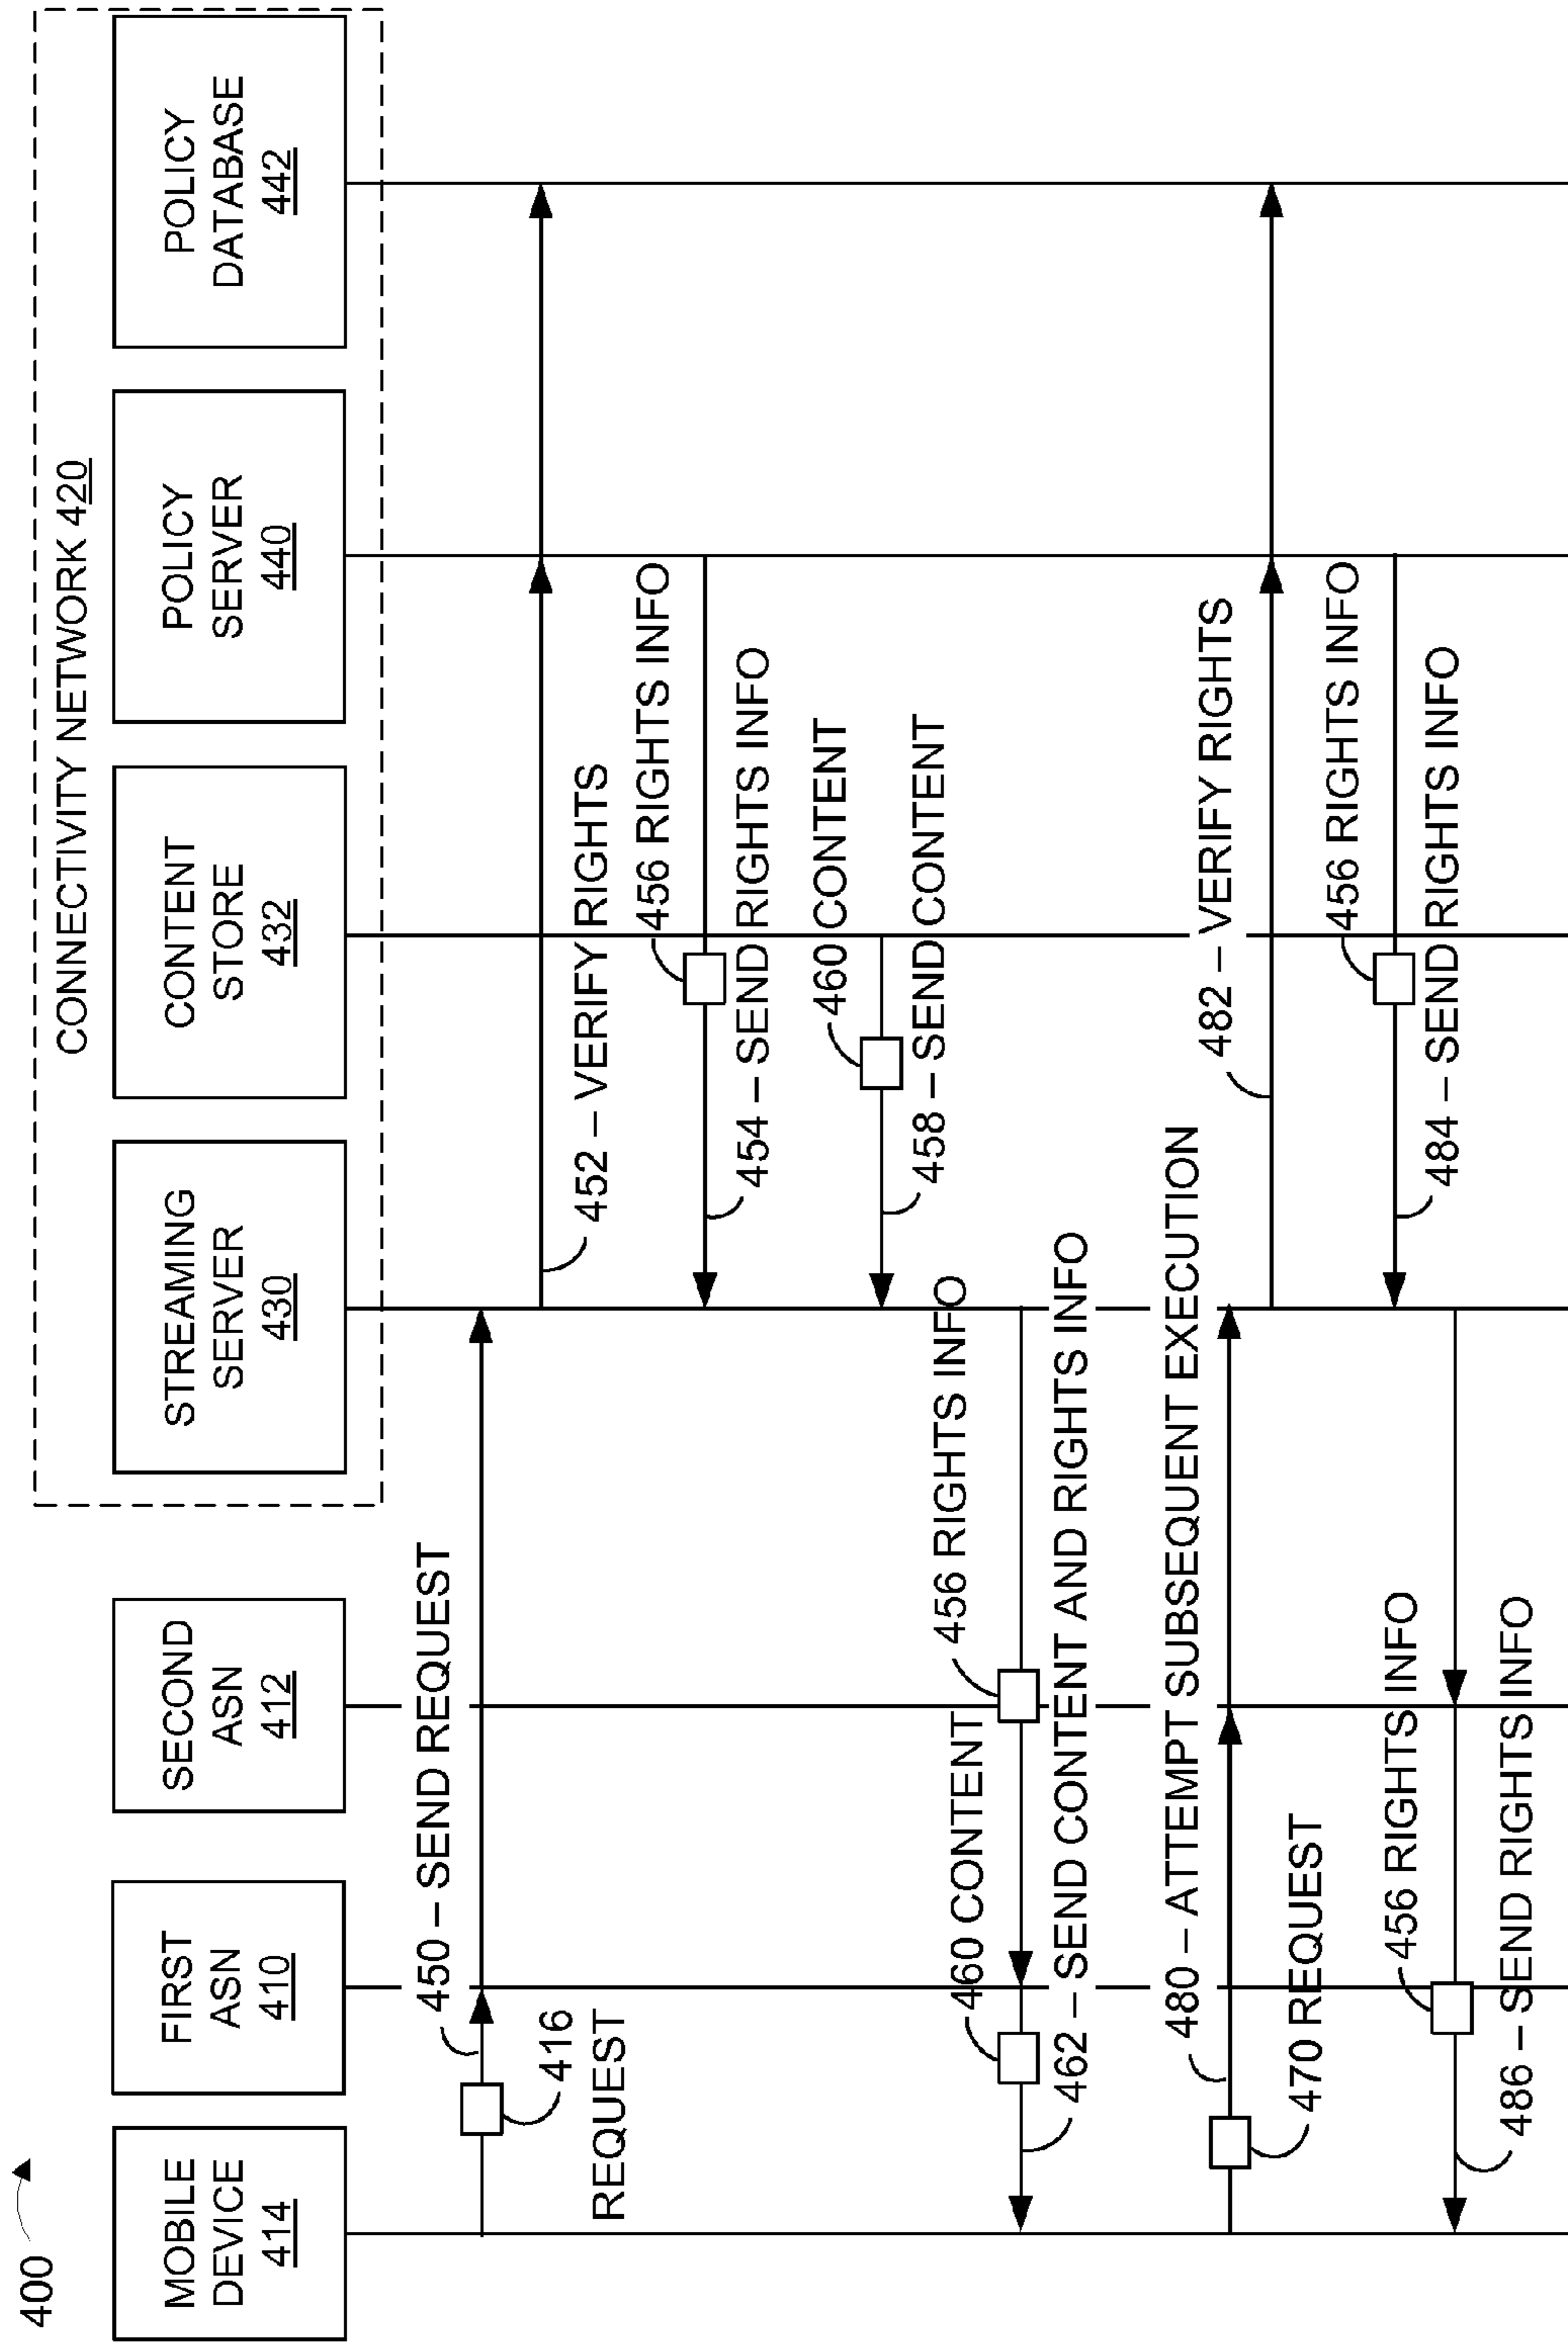 400
CONNECTIVITY NETWORK 420
MOBILE
DEVICE
414
FIRST
ASN
410
SECOND
ASN
412
STREAMING
SERVER
430
CONTENT
STORE
432
POLICY
SERVER
440
POLICY
DATABASE
442
450 – SEND REQUEST
416
REQUEST
452 – VERIFY RIGHTS
456 RIGHTS INFO
454 – SEND RIGHTS INFO
460 CONTENT
458 – SEND CONTENT
456 RIGHTS INFO
460 CONTENT
462 – SEND CONTENT AND RIGHTS INFO
480 – ATTEMPT SUBSEQUENT EXECUTION
482 – VERIFY RIGHTS
470 REQUEST
456 RIGHTS INFO
456 RIGHTS INFO
484 – SEND RIGHTS INFO
486 – SEND RIGHTS INFO